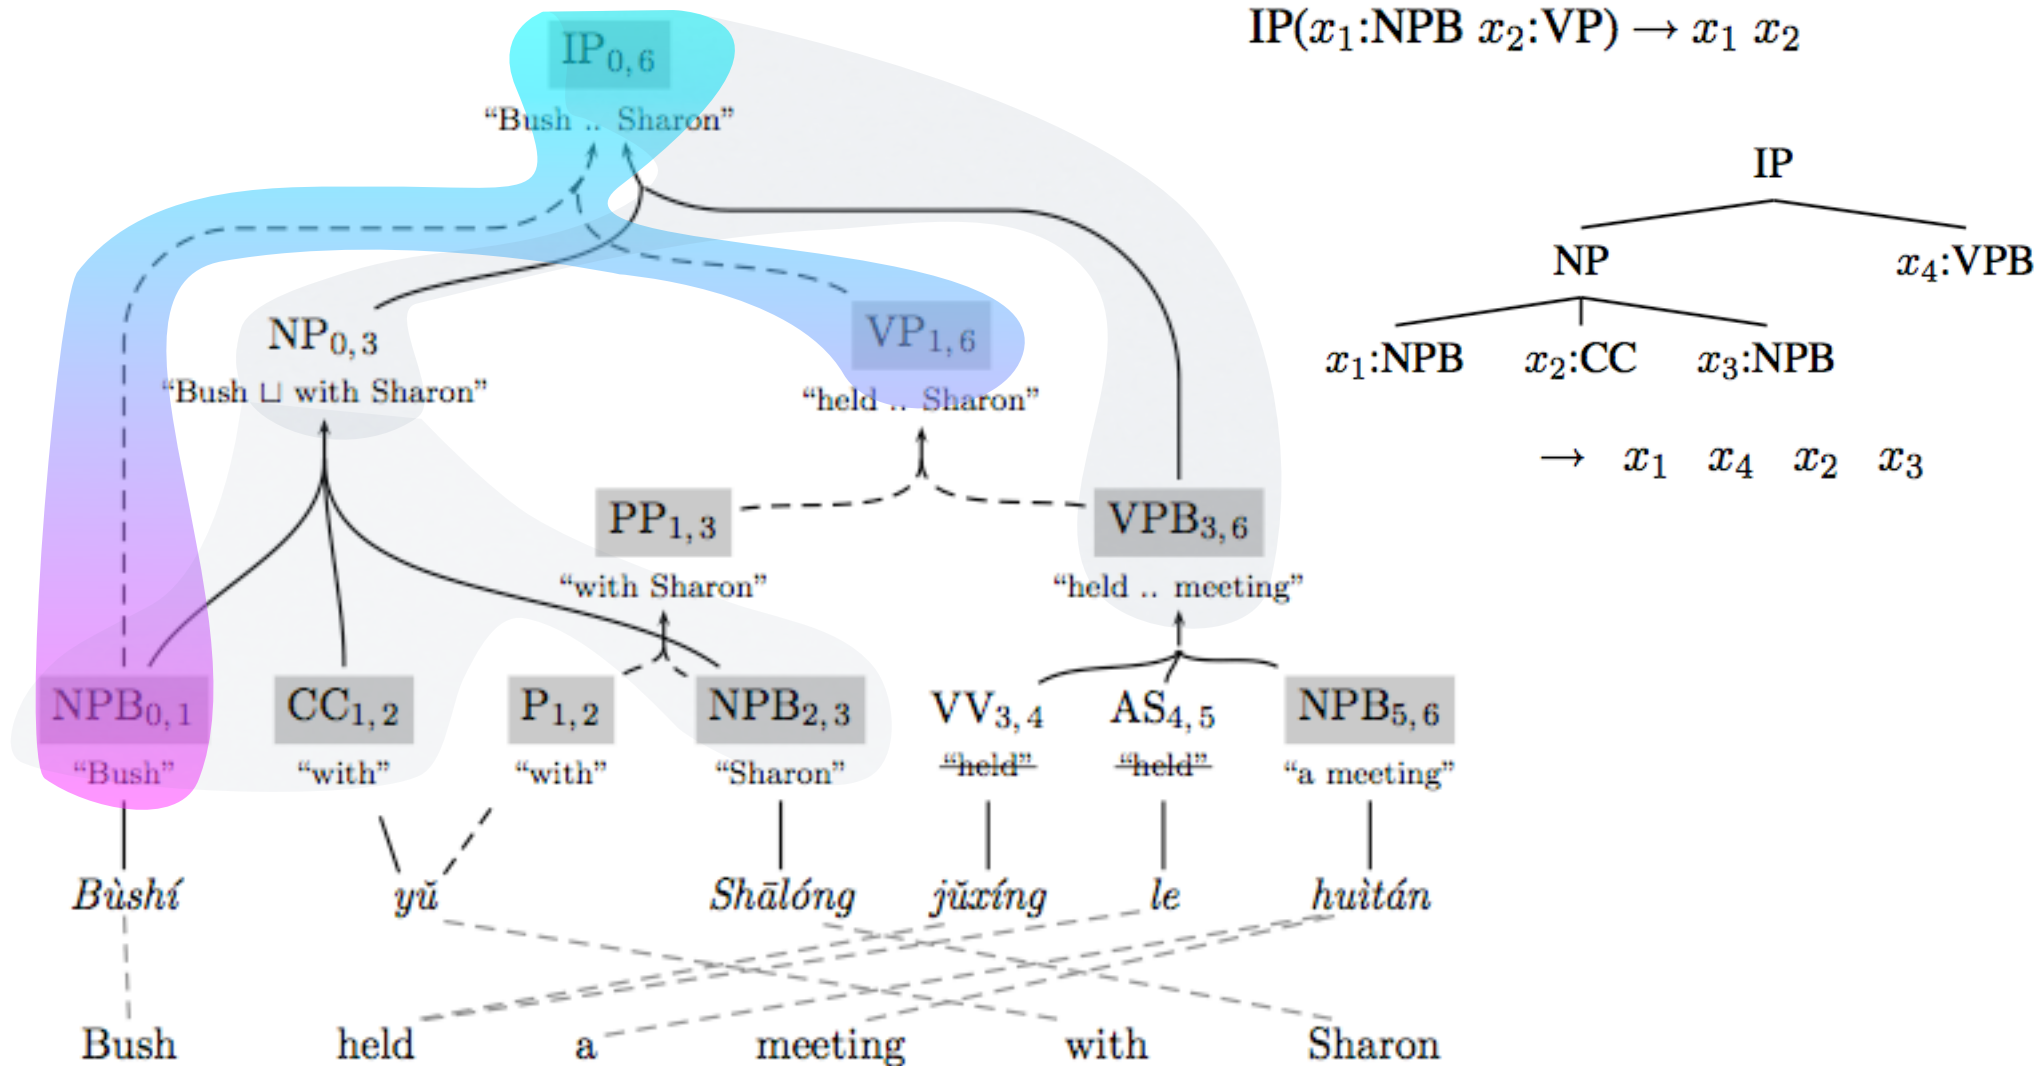 IP(x₁:NPB x₂:VP) → x₁ x₂
IP₀,₆
“Bush .. Sharon”
IP
NP x₄:VPB
x₁:NPB x₂:CC x₃:NPB
→ x₁ x₄ x₂ x₃
NP₀,₃ VP₁,₆
“Bush ⊔ with Sharon” “held .. Sharon”
PP₁,₃ VPB₃,₆
“with Sharon” “held .. meeting”
NPB₀,₁ CC₁,₂ P₁,₂ NPB₂,₃ VV₃,₄ AS₄,₅ NPB₅,₆
“Bush” “with” “with” “Sharon” “held” “held” “a meeting”
Bùshí yǔ Shālóng jǔxíng le huìtán
Bush held a meeting with Sharon